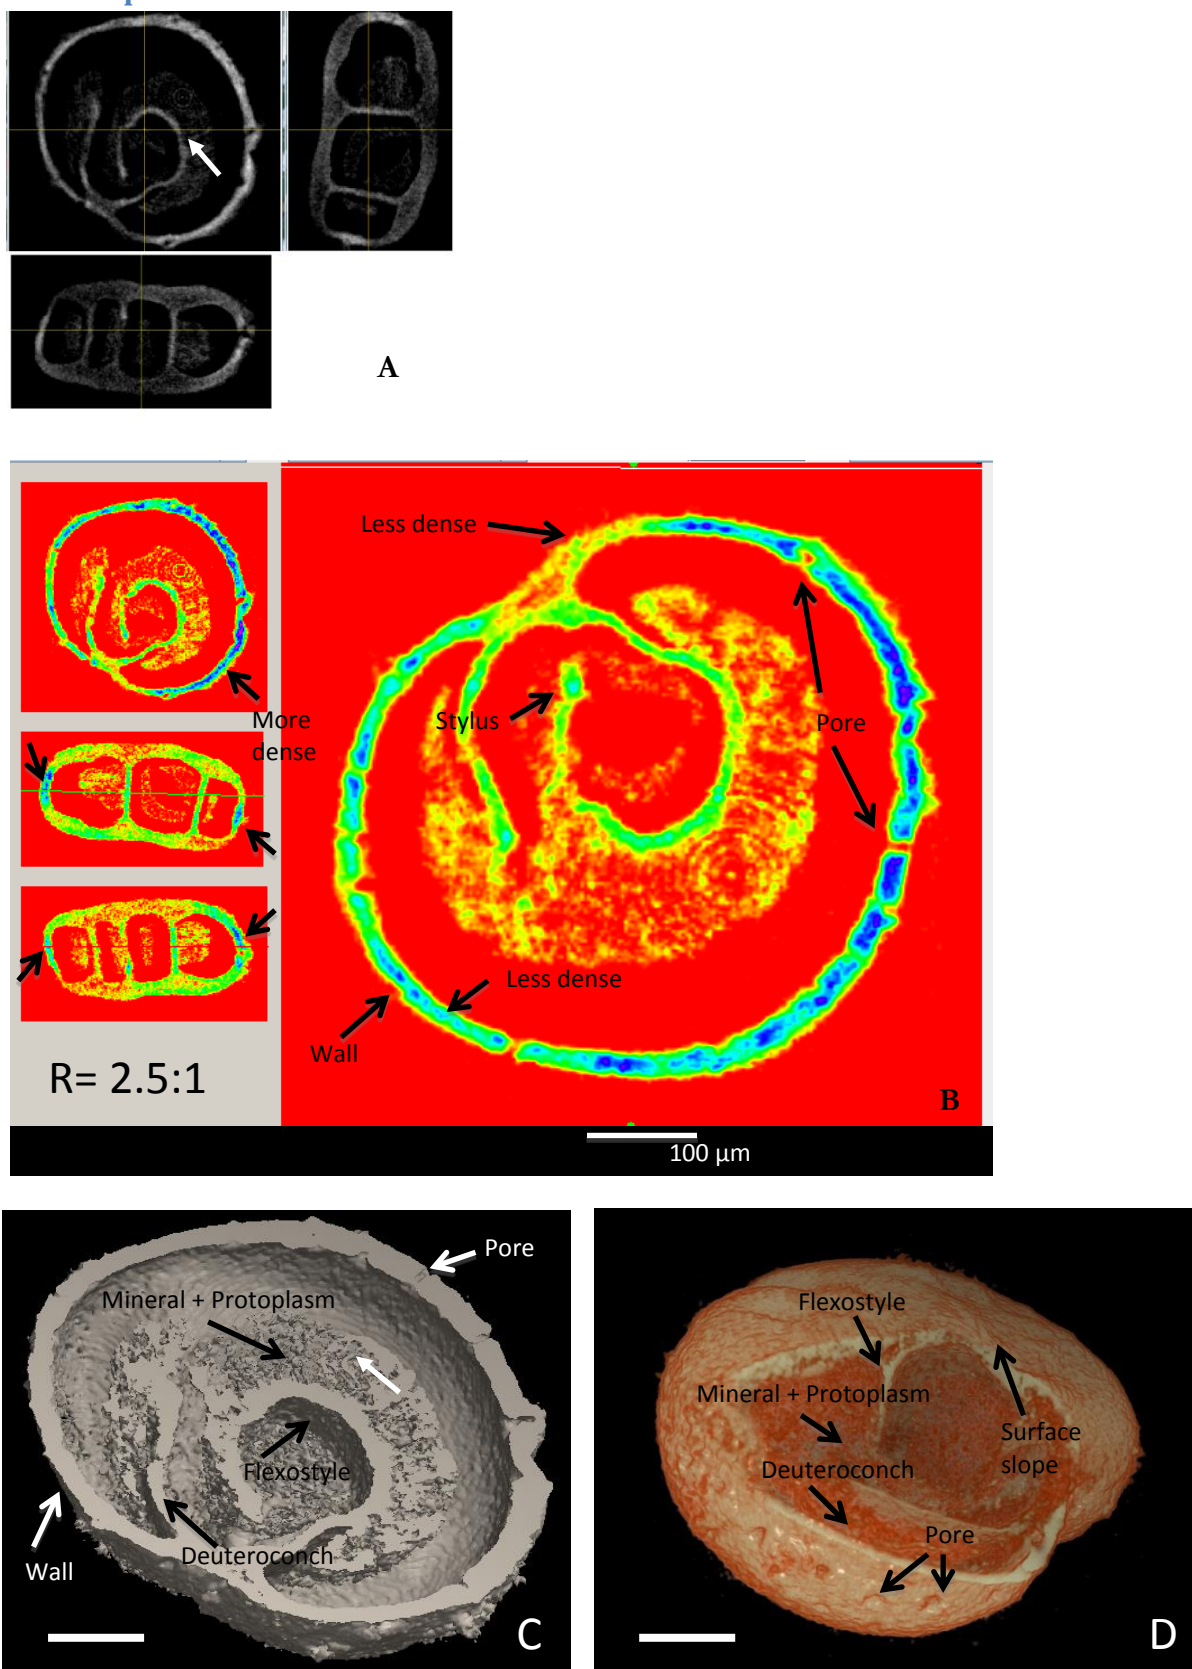 A
Less dense
More
dense
Stylus
Pore
Less dense
Wall
R= 2.5:1
B
100 µm
Pore
Mineral + Protoplasm
Flexostyle
Deuteroconch
Wall
C
Flexostyle
Mineral + Protoplasm
Surface
slope
Deuteroconch
Pore
D